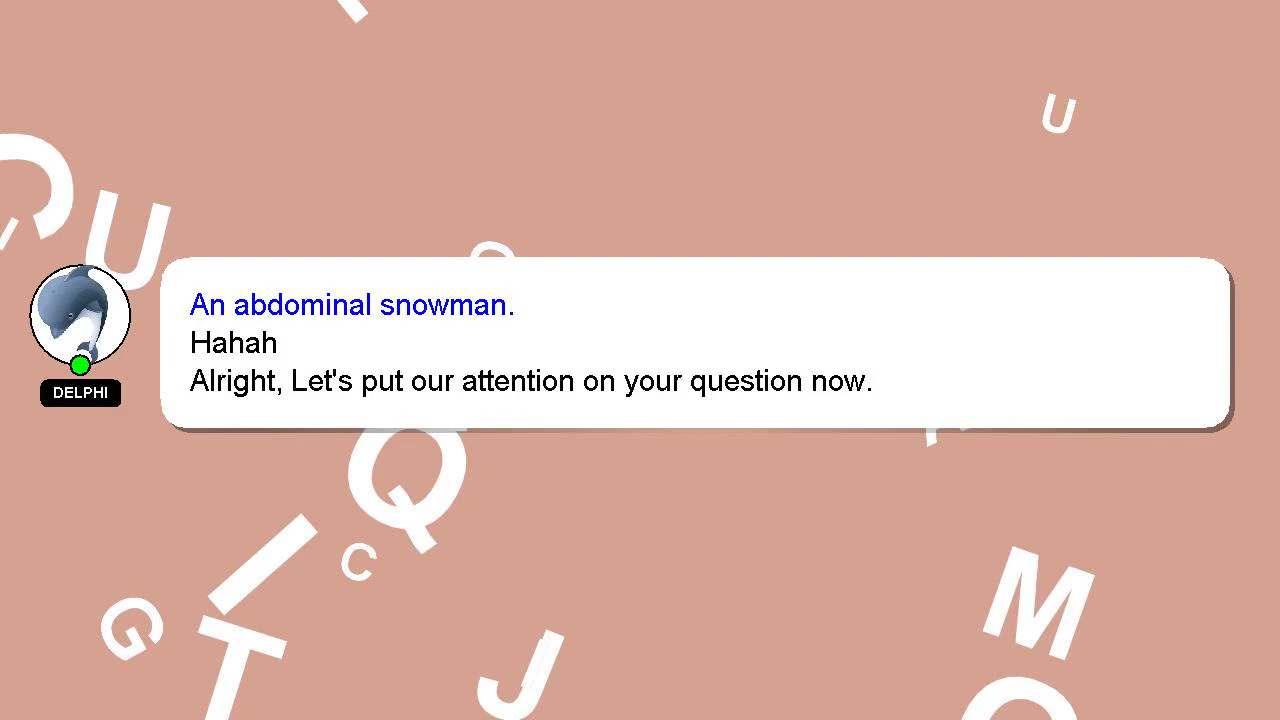 An abdominal snowman.
Hahah
Alright, Let's put our attention on your question now.
DELPHI
U
U
Q
I
C
G
T
J
M